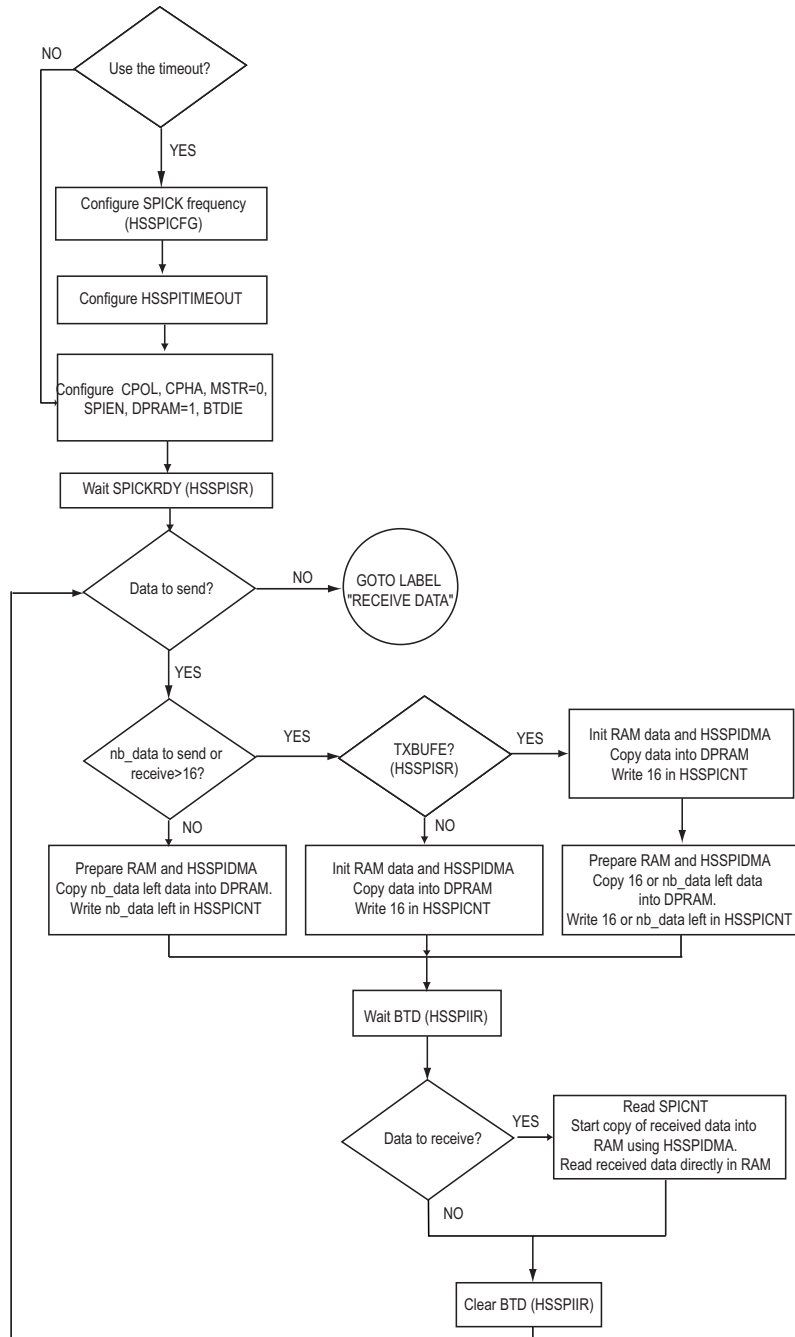 NO
Use the timeout?
YES
Configure SPICK frequency
(HSSPICFG)
Configure HSSPITIMEOUT
Configure CPOL, CPHA, MSTR=0,
SPIEN, DPRAM=1, BTDIE
Wait SPICKRDY (HSSPISR)
Data to send?
NO
GOTO LABEL
"RECEIVE DATA"
YES
nb_data to send or
receive>16?
YES
TXBUFE?
(HSSPISR)
YES
Init RAM data and HSSPIDMA
Copy data into DPRAM
Write 16 in HSSPICNT
NO
NO
Prepare RAM and HSSPIDMA
Copy nb_data left data into DPRAM.
Write nb_data left in HSSPICNT
Init RAM data and HSSPIDMA
Copy data into DPRAM
Write 16 in HSSPICNT
Prepare RAM and HSSPIDMA
Copy 16 or nb_data left data
into DPRAM.
Write 16 or nb_data left in HSSPICNT
Wait BTD (HSSPIIR)
Data to receive?
YES
Read SPICNT
Start copy of received data into
RAM using HSSPIDMA.
Read received data directly in RAM
NO
Clear BTD (HSSPIIR)